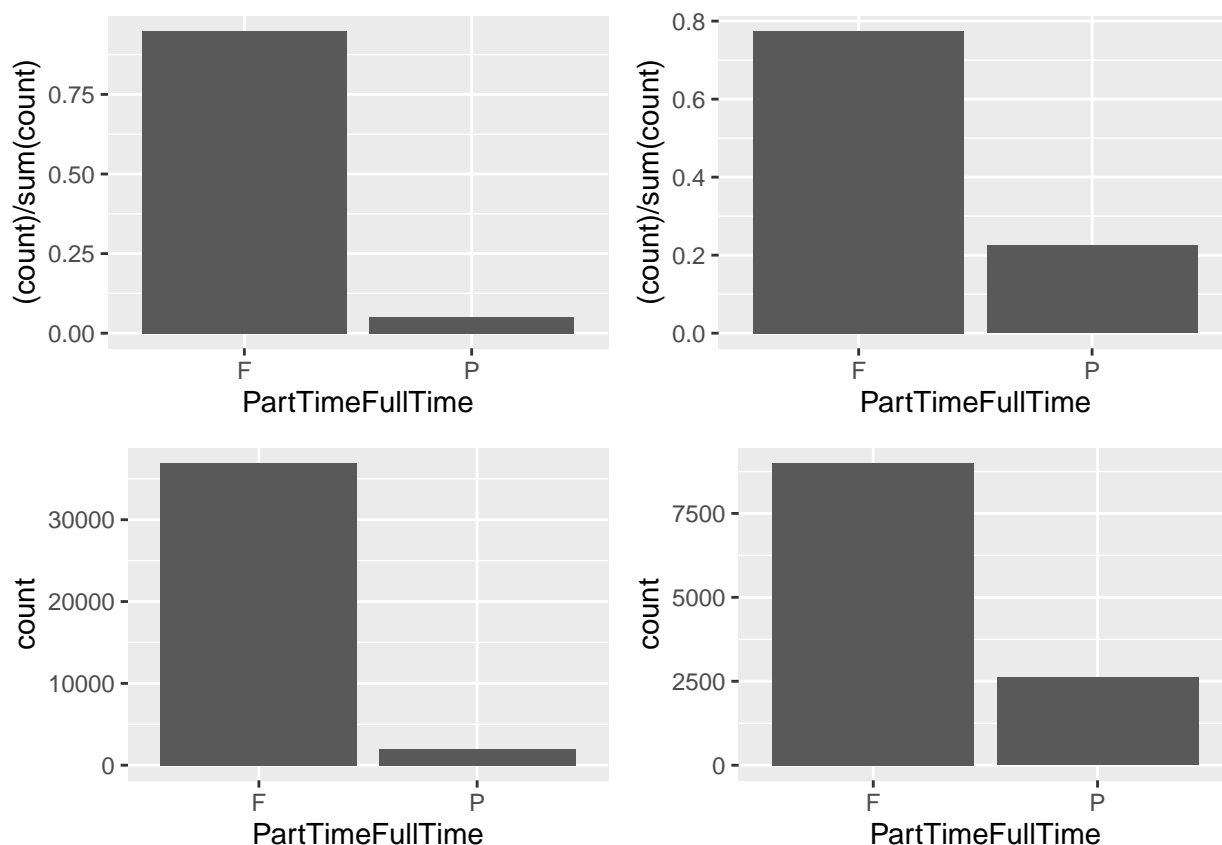 (count)/sum(count)
0.75
0.50
0.25
0.00
F
P
PartTimeFullTime
(count)/sum(count)
0.8
0.6
0.4
0.2
0.0
F
P
PartTimeFullTime
count
30000
20000
10000
0
F
P
PartTimeFullTime
count
7500
5000
2500
0
F
P
PartTimeFullTime